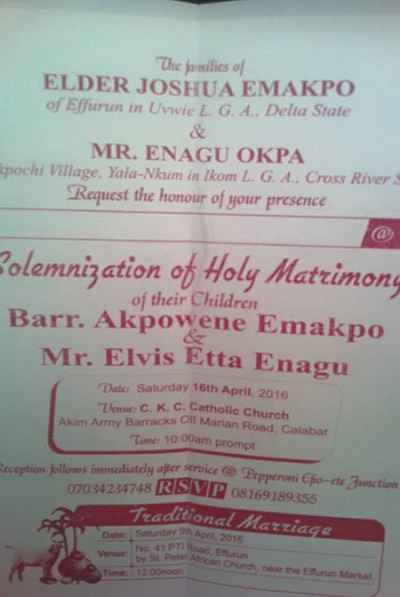 The families of
ELDER JOSHUA EMAKPO
of Effurun in Uvwie L. G. A., Delta State
&
MR. ENAGU OKPA
kpochi Village, Yala-Nkum in Ikom L. G. A., Cross River S
Request the honour of your presence
@
Solemnization of Holy Matrimony
of their Children
Barr. Akpowene Emakpo
&
Mr. Elvis Etta Enagu
Date: Saturday 16th April, 2016
Venue: C. K. C. Catholic Church
Akim Army Barracks Off Marian Road, Calabar
Time: 10:00am prompt
Reception follows immediately after service @ Pepperoni Effio-ete Junction
07034234748 RSVP 08169189355
Traditional Marriage
Date: Saturday 9th April, 2016
Venue: No. 41 PTI Road, Effurun
by St. Peter African Church, near the Effurun Market
Time: 12:00noon